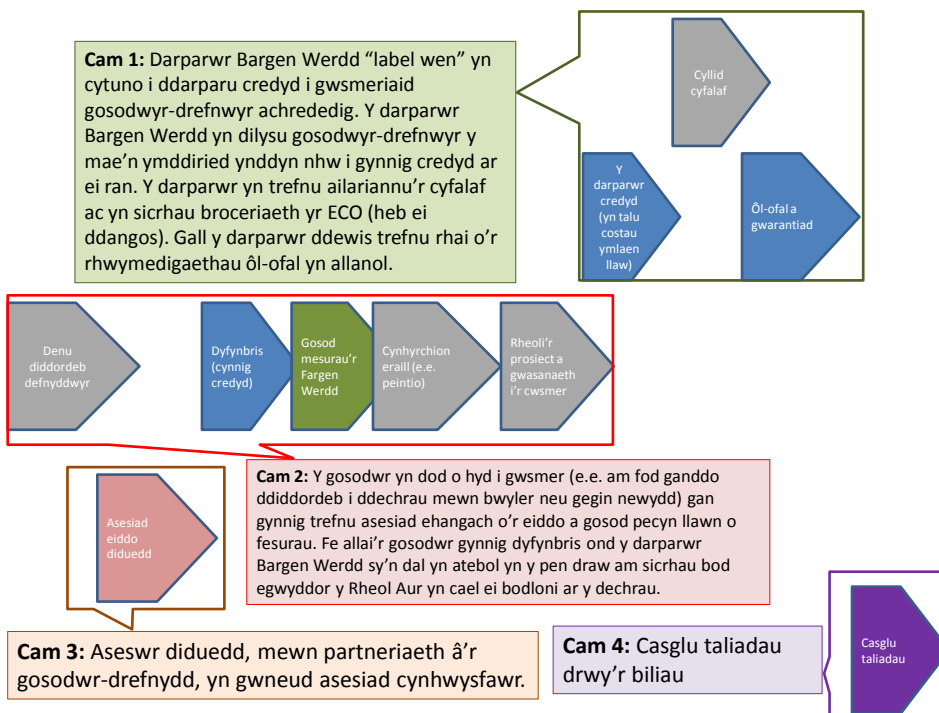 Cam 1: Darparwr Bargen Werdd “label wen” yn
cytuno i ddarparu credyd i gwsmeriaid
gosodwyr-drefnwyr achrededig. Y darparwr
Bargen Werdd yn dilysu gosodwyr-drefnwyr y
mae’n ymddiried ynddyn nhw i gynnig credyd ar
ei ran. Y darparwr yn trefnu ailariannu’r cyfalaf
ac yn sicrhau broceriaeth yr ECO (heb ei
ddangos). Gall y darparwr ddewis trefnu rhai o’r
rhwymedigaethau ôl-ofal yn allanol.
Cyllid
cyfalaf
Y
darparwr
credyd
(yn talu
costau
ymlaen
llaw)
Ôl-ofal a
gwarantiad
Denu
diddordeb
defnyddwyr
Dyfynbris
(cynnig
credyd)
Gosod
mesurau’r
Fargen
Werdd
Cynhyrchion
eraill (e.e.
peintio)
Rheoli’r
prosiect a
gwasanaeth
i’r cwsmer
Cam 2: Y gosodwr yn dod o hyd i gwsmer (e.e. am fod ganddo
ddiddordeb i ddechrau mewn bwyler neu gegin newydd) gan
gynnig trefnu asesiad ehangach o’r eiddo a gosod pecyn llawn o
fesurau. Fe allai’r gosodwr gynnig dyfynbris ond y darparwr
Bargen Werdd sy’n dal yn atebol yn y pen draw am sicrhau bod
egwyddor y Rheol Aur yn cael ei bodloni ar y dechrau.
Asesiad
eiddo
diduedd
Cam 3: Aseswr diduedd, mewn partneriaeth â’r
gosodwr-drefnydd, yn gwneud asesiad cynhwysfawr.
Cam 4: Casglu taliadau
drwy’r biliau
Casglu
taliadau